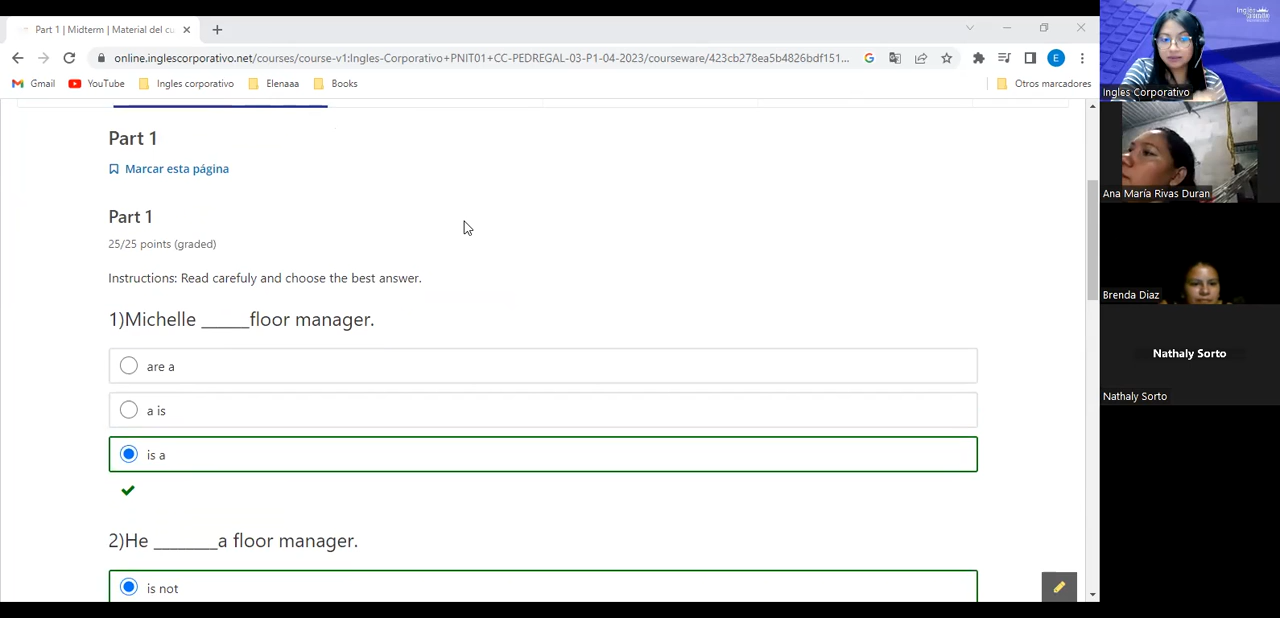 Part 1 | Midterm | Material del cu
online.inglescorporativo.net/courses/course-v1:Ingles-Corporativo+PNIT01+CC-PEDREGAL-03-P1-04-2023/courseware/423cb278ea5b4826bdf151...
E
Gmail
YouTube
Ingles corporativo
Elenaaa
Books
Otros marcadores
Part 1
Marcar esta página
Part 1
25/25 points (graded)
Instructions: Read carefuly and choose the best answer.
1)Michelle ______floor manager.
are a
a is
is a
2)He ________a floor manager.
is not
Ingles Corporativo
Ana María Rivas Duran
Brenda Diaz
Nathaly Sorto
Nathaly Sorto